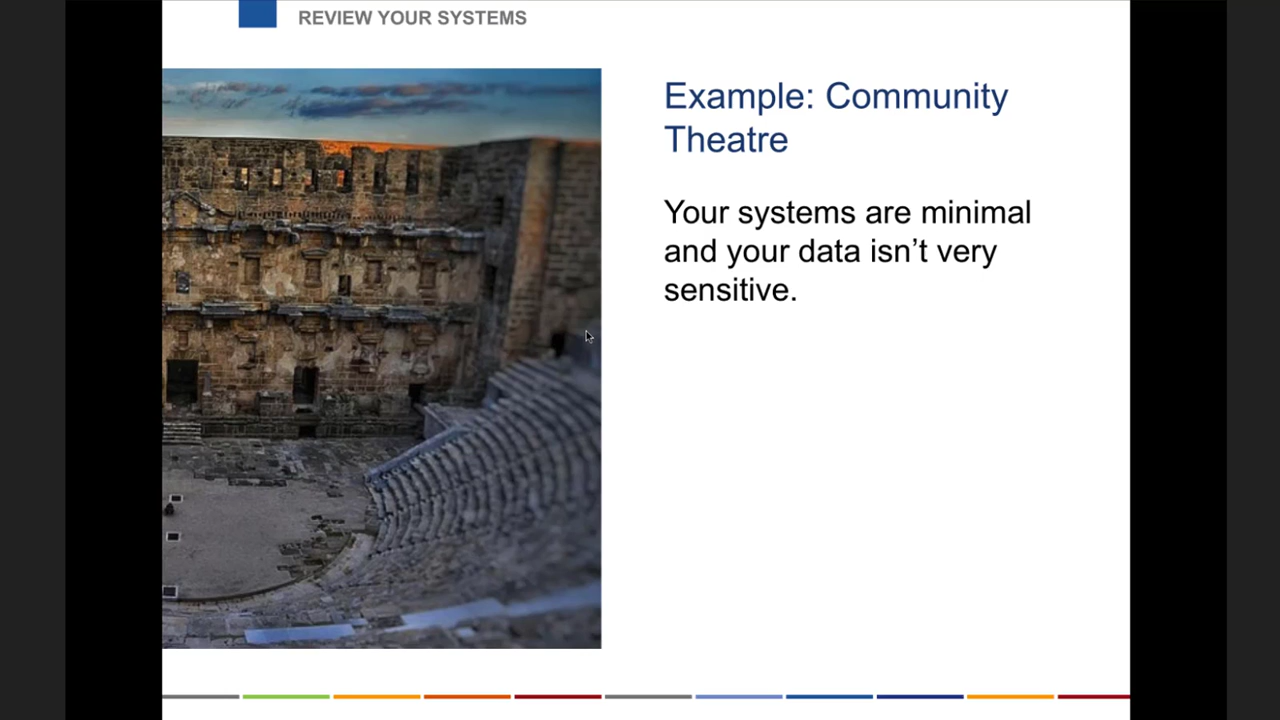 REVIEW YOUR SYSTEMS
Example: Community
Theatre
Your systems are minimal
and your data isn’t very
sensitive.